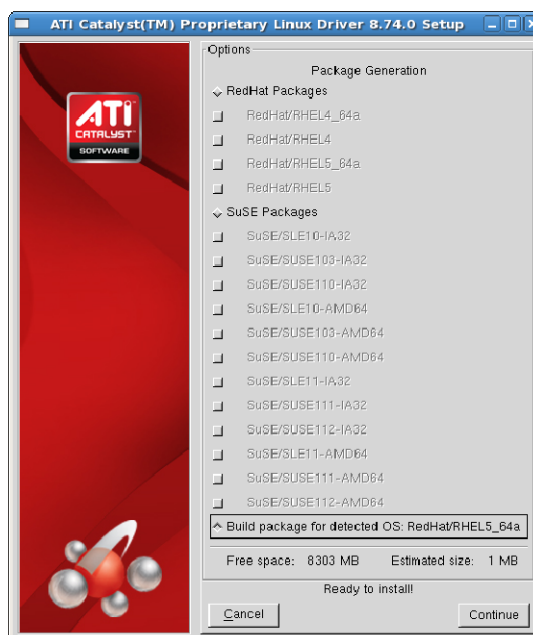 ATI Catalyst(TM) Proprietary Linux Driver 8.74.0 Setup
ATI
CATALYST™
SOFTWARE
Options
Package Generation
RedHat Packages
RedHat/RHEL4_64a
RedHat/RHEL4
RedHat/RHEL5_64a
RedHat/RHEL5
SuSE Packages
SuSE/SLE10-IA32
SuSE/SUSE103-IA32
SuSE/SUSE110-IA32
SuSE/SLE10-AMD64
SuSE/SUSE103-AMD64
SuSE/SUSE110-AMD64
SuSE/SLE11-IA32
SuSE/SUSE111-IA32
SuSE/SUSE112-IA32
SuSE/SLE11-AMD64
SuSE/SUSE111-AMD64
SuSE/SUSE112-AMD64
Build package for detected OS: RedHat/RHEL5_64a
Free space: 8303 MB Estimated size: 1 MB
Ready to install!
Cancel Continue